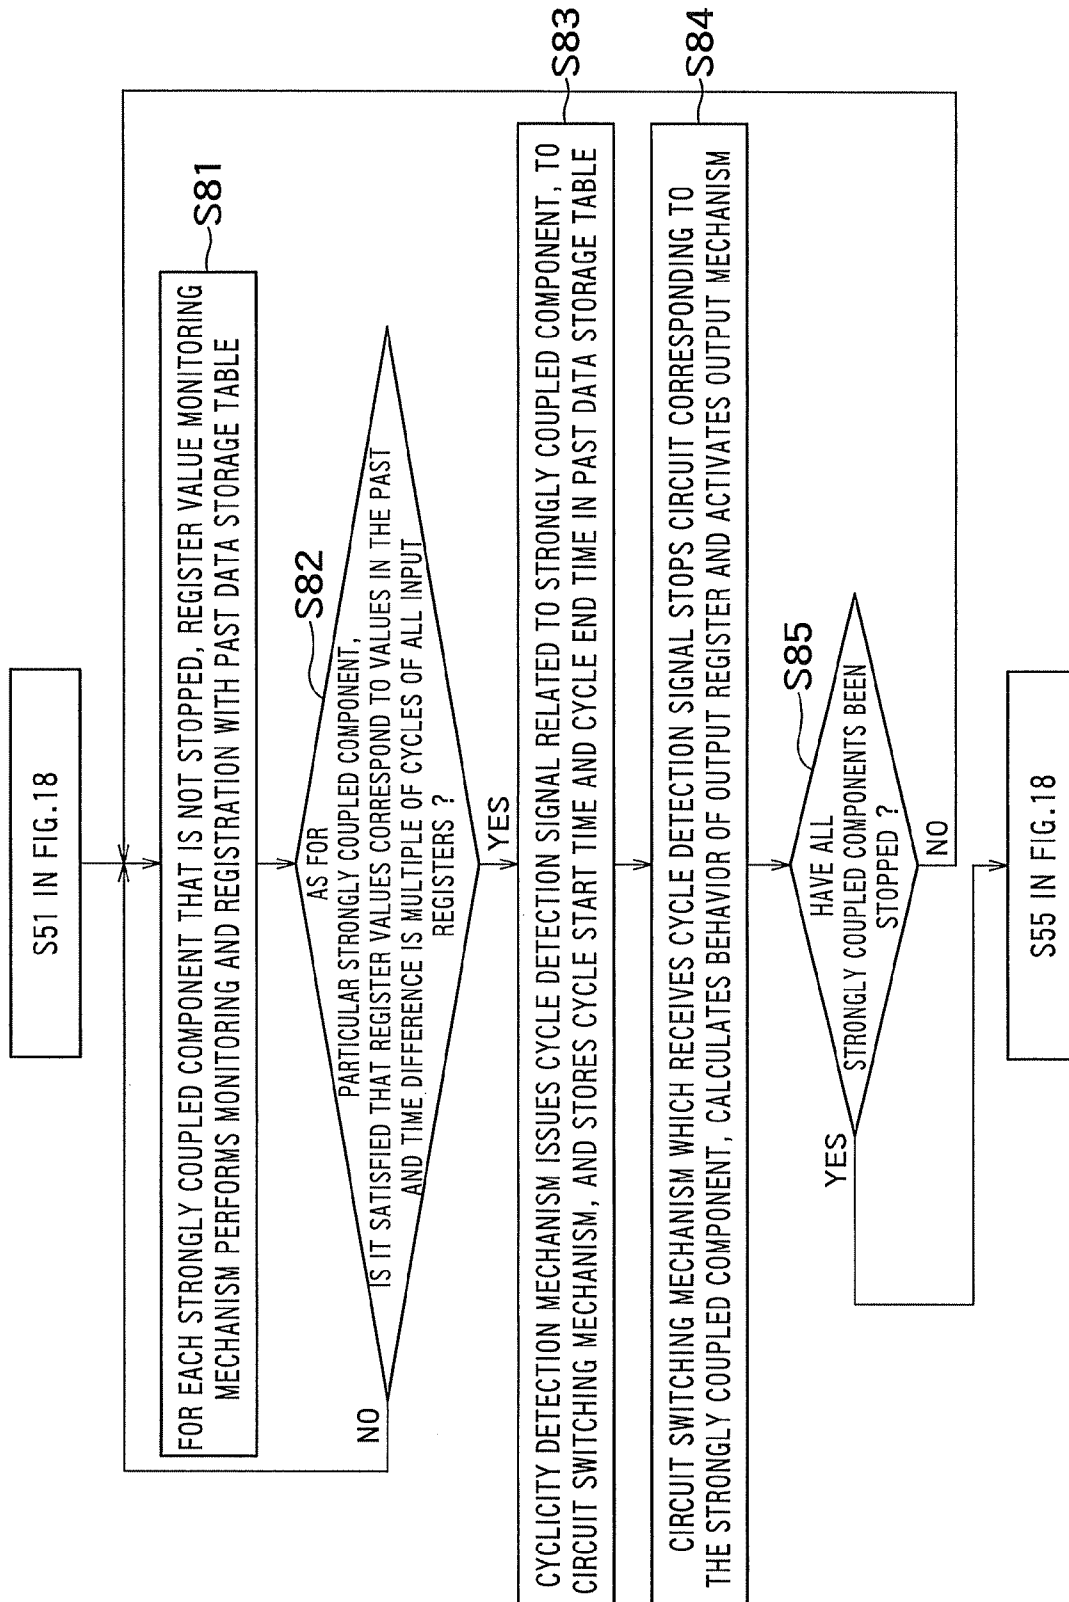 S51 IN FIG.18
S81
FOR EACH STRONGLY COUPLED COMPONENT THAT IS NOT STOPPED, REGISTER VALUE MONITORING
MECHANISM PERFORMS MONITORING AND REGISTRATION WITH PAST DATA STORAGE TABLE
S82
AS FOR
PARTICULAR STRONGLY COUPLED COMPONENT,
IS IT SATISFIED THAT REGISTER VALUES CORRESPOND TO VALUES IN THE PAST
AND TIME DIFFERENCE IS MULTIPLE OF CYCLES OF ALL INPUT
REGISTERS ?
NO
YES
S83
CYCLICITY DETECTION MECHANISM ISSUES CYCLE DETECTION SIGNAL RELATED TO STRONGLY COUPLED COMPONENT, TO
CIRCUIT SWITCHING MECHANISM, AND STORES CYCLE START TIME AND CYCLE END TIME IN PAST DATA STORAGE TABLE
S84
CIRCUIT SWITCHING MECHANISM WHICH RECEIVES CYCLE DETECTION SIGNAL STOPS CIRCUIT CORRESPONDING TO
THE STRONGLY COUPLED COMPONENT, CALCULATES BEHAVIOR OF OUTPUT REGISTER AND ACTIVATES OUTPUT MECHANISM
S85
HAVE ALL
STRONGLY COUPLED COMPONENTS BEEN
STOPPED ?
YES
NO
S55 IN FIG.18